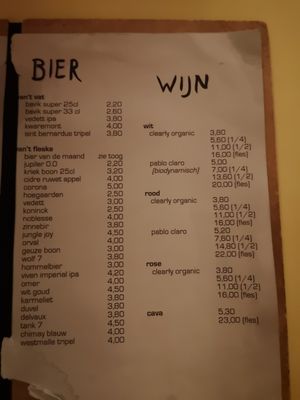 BIER
van't vat
bavik super 25cl 2,20
bavik super 33 cl 2,60
vedett ipa 3,80
kwaremont 4,00
sint bernardus tripel 3,80
van't fleske
bier van de maand zie toog
jupiler 0.0 2,20
kriek boon 25cl 3,20
cidre ruwet appel 4,00
corona 5,00
hoegaarden 2,50
vedett 3,00
koninck 2,50
noblesse 4,00
zinnebir 3,80
jungle joy 4,50
orval 4,00
geuze boon 3,00
wolf 7 3,80
hommelbier 3,00
viven imperial ipa 4,20
omer 4,00
wit goud 4,50
karmeliet 3,80
duvel 3,80
delvaux 3,80
tank 7 4,50
chimay blauw 4,00
westmalle tripel 4,00
WIJN
wit
clearly organic 3,80
5,60 (1/4)
11,00 (1/2)
16,00 (fles)
pablo claro 5,00
(biodynamisch) 7,00 (1/4)
13,60 (1/2)
20,00 (fles)
rood
clearly organic 3,80
5,60 (1/4)
11,00 (1/2)
16,00 (fles)
pablo claro 5,20
7,60 (1/4)
14,80 (1/2)
22,00 (fles)
rose
clearly organic 3,80
5,60 (1/4)
11,00 (1/2)
16,00 (fles)
cava 5,30
23,00 (fles)